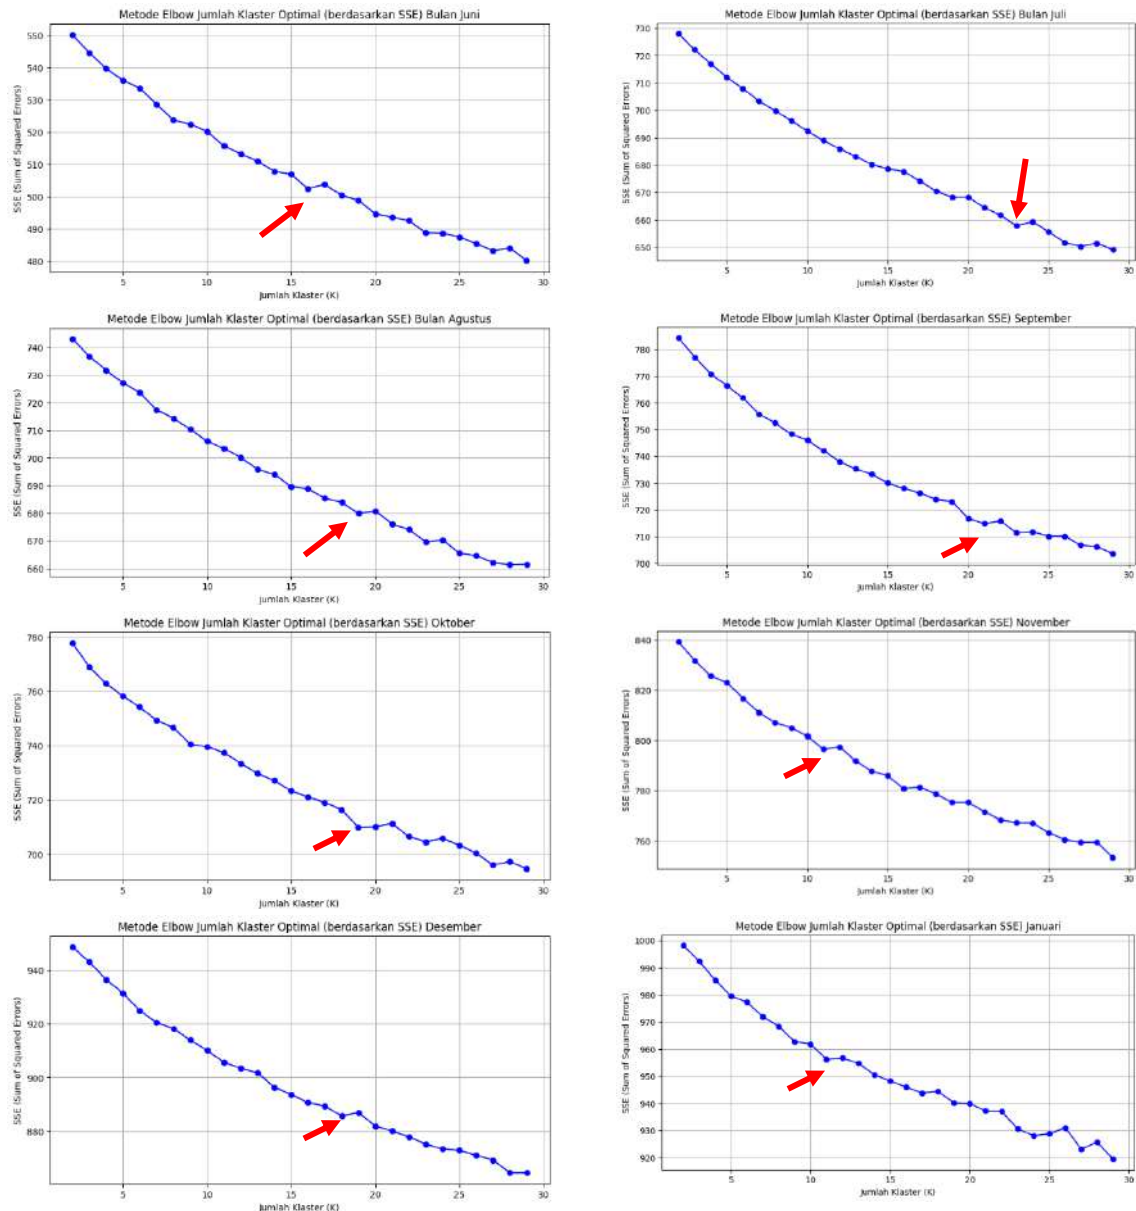 Metode Elbow Jumlah Klaster Optimal (berdasarkan SSE) Bulan Juni
SSE (Sum of Squared Errors)
550
540
530
520
510
500
490
480
5 10 15 20 25 30
Jumlah Klaster (K)
Metode Elbow Jumlah Klaster Optimal (berdasarkan SSE) Bulan Juli
SSE (Sum of Squared Errors)
730
720
710
700
690
680
670
660
650
5 10 15 20 25 30
Jumlah Klaster (K)
Metode Elbow Jumlah Klaster Optimal (berdasarkan SSE) Bulan Agustus
SSE (Sum of Squared Errors)
740
730
720
710
700
690
680
670
660
5 10 15 20 25 30
Jumlah Klaster (K)
Metode Elbow Jumlah Klaster Optimal (berdasarkan SSE) September
SSE (Sum of Squared Errors)
780
770
760
750
740
730
720
710
700
5 10 15 20 25 30
Jumlah Klaster (K)
Metode Elbow Jumlah Klaster Optimal (berdasarkan SSE) Oktober
SSE (Sum of Squared Errors)
780
760
740
720
700
5 10 15 20 25 30
Jumlah Klaster (K)
Metode Elbow Jumlah Klaster Optimal (berdasarkan SSE) November
SSE (Sum of Squared Errors)
840
820
800
780
760
5 10 15 20 25 30
Jumlah Klaster (K)
Metode Elbow Jumlah Klaster Optimal (berdasarkan SSE) Desember
SSE (Sum of Squared Errors)
940
920
900
880
5 10 15 20 25 30
Jumlah Klaster (K)
Metode Elbow Jumlah Klaster Optimal (berdasarkan SSE) Januari
SSE (Sum of Squared Errors)
1000
990
980
970
960
950
940
930
920
5 10 15 20 25 30
Jumlah Klaster (K)